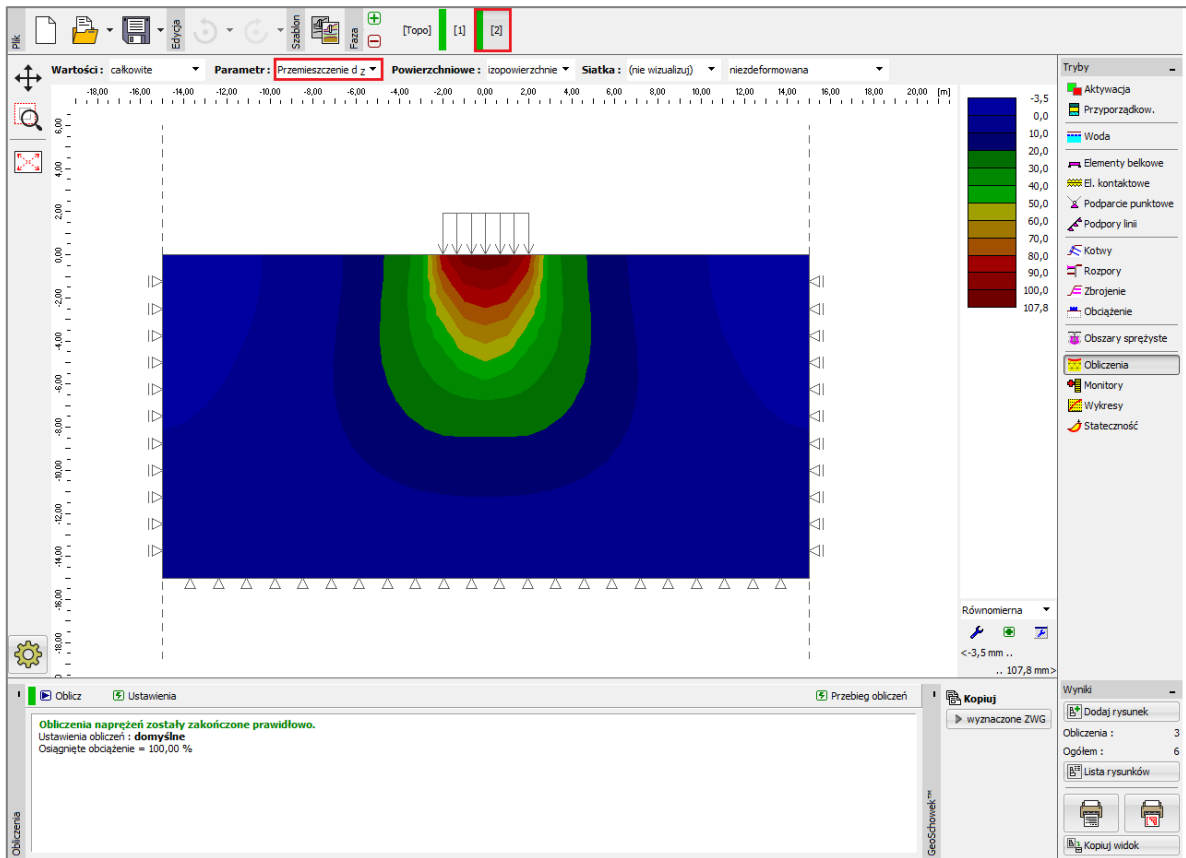 Plik
Edycja
Szablon
Faza
[Topo]
[1]
[2]
Wartości : całkowite
Parametr : Przemieszczenie d z
Powierzchniowe : izopowierzchnie
Siatka : (nie wizualizuj)
niezdeformowana
-18,00 -16,00 -14,00 -12,00 -10,00 -8,00 -6,00 -4,00 -2,00 0,00 2,00 4,00 6,00 8,00 10,00 12,00 14,00 16,00 18,00 20,00 [m]
6,00
4,00
2,00
0,00
-2,00
-4,00
-6,00
-8,00
-10,00
-12,00
-14,00
-16,00
-18,00
-3,5
0,0
10,0
20,0
30,0
40,0
50,0
60,0
70,0
80,0
90,0
100,0
107,8
Równomierna
<-3,5 mm ..
.. 107,8 mm>
Tryby
Aktywacja
Przyporządkow.
Woda
Elementy belkowe
El. kontaktowe
Podparcie punktowe
Podpory linii
Kotwy
Rozpory
Zbrojenie
Obciążenie
Obszary sprężyste
Obliczenia
Monitory
Wykresy
Stateczność
Oblicz
Ustawienia
Przebieg obliczeń
Obliczenia naprężeń zostały zakończone prawidłowo.
Ustawienia obliczeń : domyślne
Osiągnięte obciążenie = 100,00 %
Obliczenia
GeoSchowek™
Kopiuj
wyznaczone ZWG
Wyniki
Dodaj rysunek
Obliczenia : 3
Ogółem : 6
Lista rysunków
Kopiuj widok